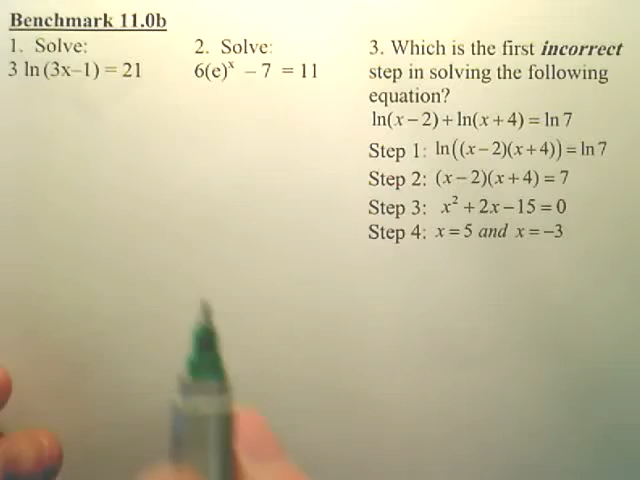 Benchmark 11.0b
1. Solve:
3 ln (3x−1) = 21
2. Solve:
6(e)ˣ − 7 = 11
3. Which is the first incorrect
step in solving the following
equation?
ln(x − 2) + ln(x + 4) = ln 7
Step 1: ln((x − 2)(x + 4)) = ln 7
Step 2: (x − 2)(x + 4) = 7
Step 3: x² + 2x − 15 = 0
Step 4: x = 5 and x = −3